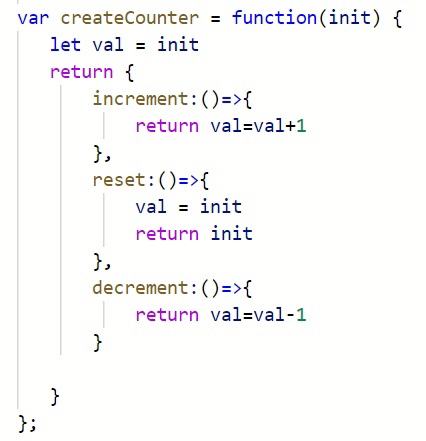 var createCounter = function(init) {
    let val = init
    return {
        increment:()=>{
            return val=val+1
        },
        reset:()=>{
            val = init
            return init
        },
        decrement:()=>{
            return val=val-1
        }
    }
};